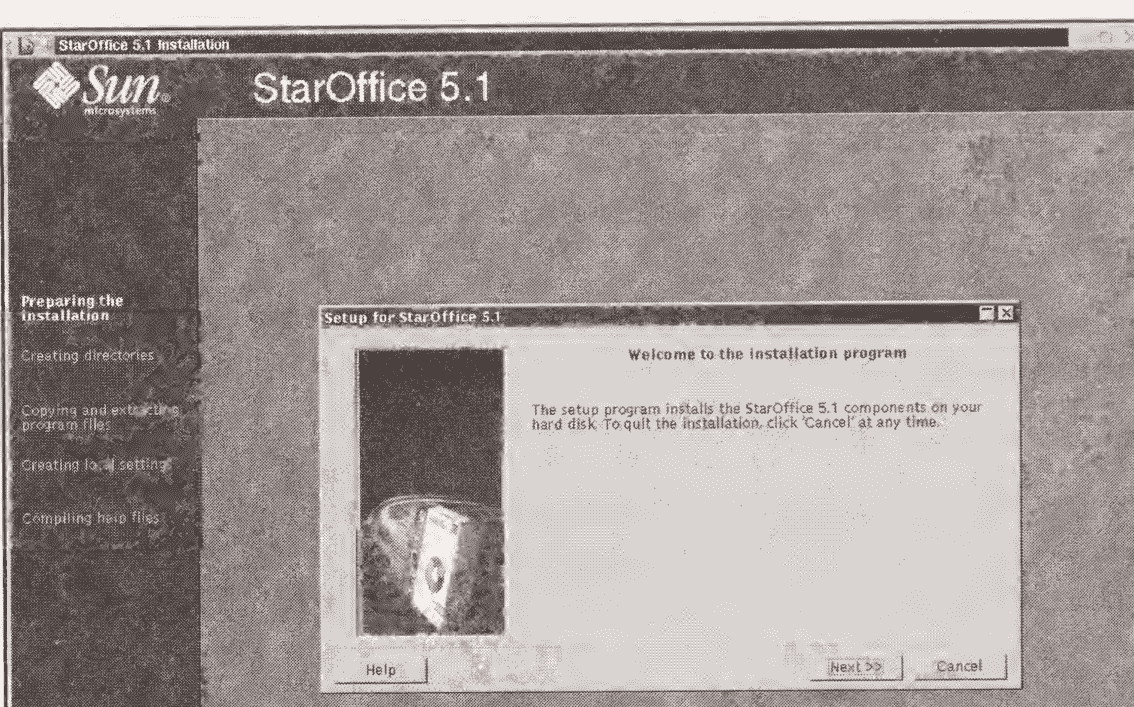 StarOffice 5.1 Installation
Sun
microsystems
StarOffice 5.1
Preparing the
installation
Creating directories
Copying and extracting
program files
Creating local settings
Compiling help files
Setup for StarOffice 5.1
Welcome to the installation program
The setup program installs the StarOffice 5.1 components on your
hard disk. To quit the installation, click 'Cancel' at any time.
Help
Next >>
Cancel